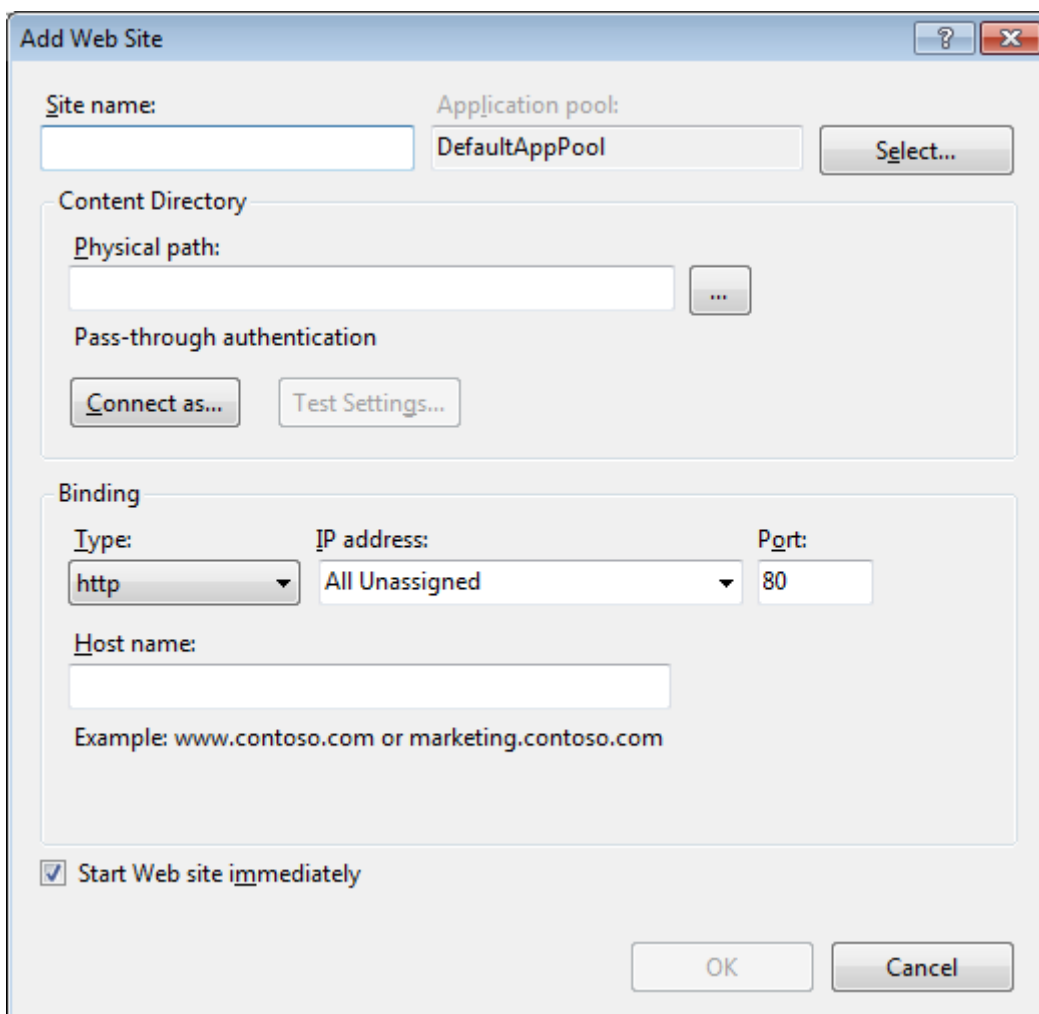 Add Web Site
Site name:
Application pool:
DefaultAppPool
Select...
Content Directory
Physical path:
...
Pass-through authentication
Connect as...
Test Settings...
Binding
Type:
IP address:
Port:
http
All Unassigned
80
Host name:
Example: www.contoso.com or marketing.contoso.com
Start Web site immediately
OK
Cancel